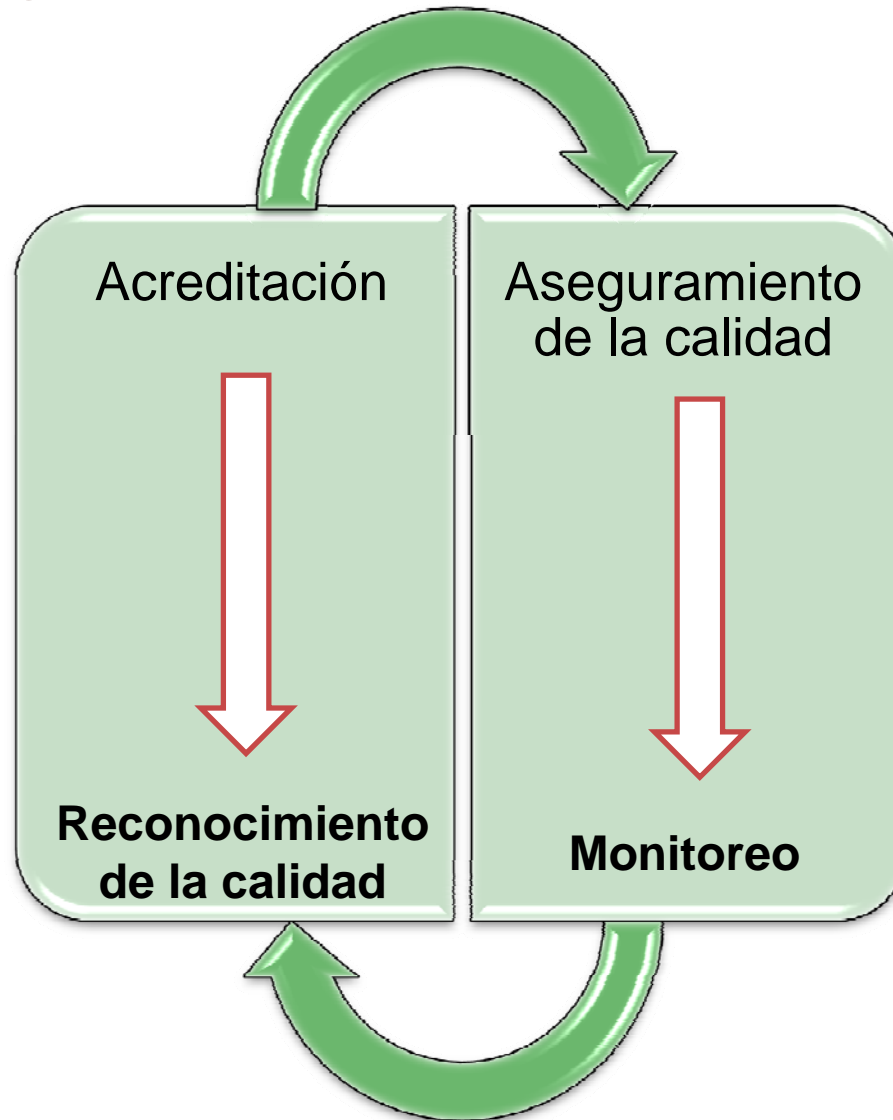 Acreditación
Reconocimiento
de la calidad
Aseguramiento
de la calidad
Monitoreo